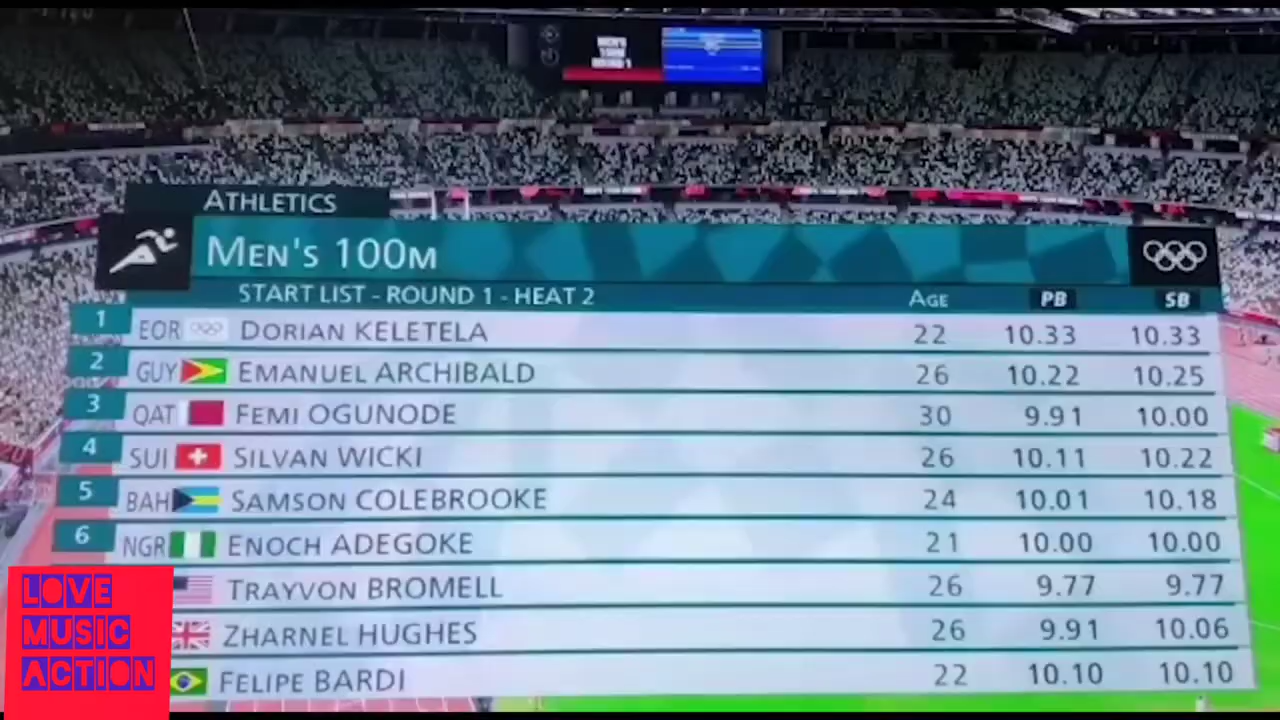 MEN'S
100M
ROUND 1
ATHLETICS
MEN'S 100M
START LIST - ROUND 1 - HEAT 2 AGE PB SB
1 EOR DORIAN KELETELA 22 10.33 10.33
2 GUY EMANUEL ARCHIBALD 26 10.22 10.25
3 QAT FEMI OGUNODE 30 9.91 10.00
4 SUI SILVAN WICKI 26 10.11 10.22
5 BAH SAMSON COLEBROOKE 24 10.01 10.18
6 NGR ENOCH ADEGOKE 21 10.00 10.00
TRAYVON BROMELL 26 9.77 9.77
ZHARNEL HUGHES 26 9.91 10.06
FELIPE BARDI 22 10.10 10.10
LOVE
MUSIC
ACTION